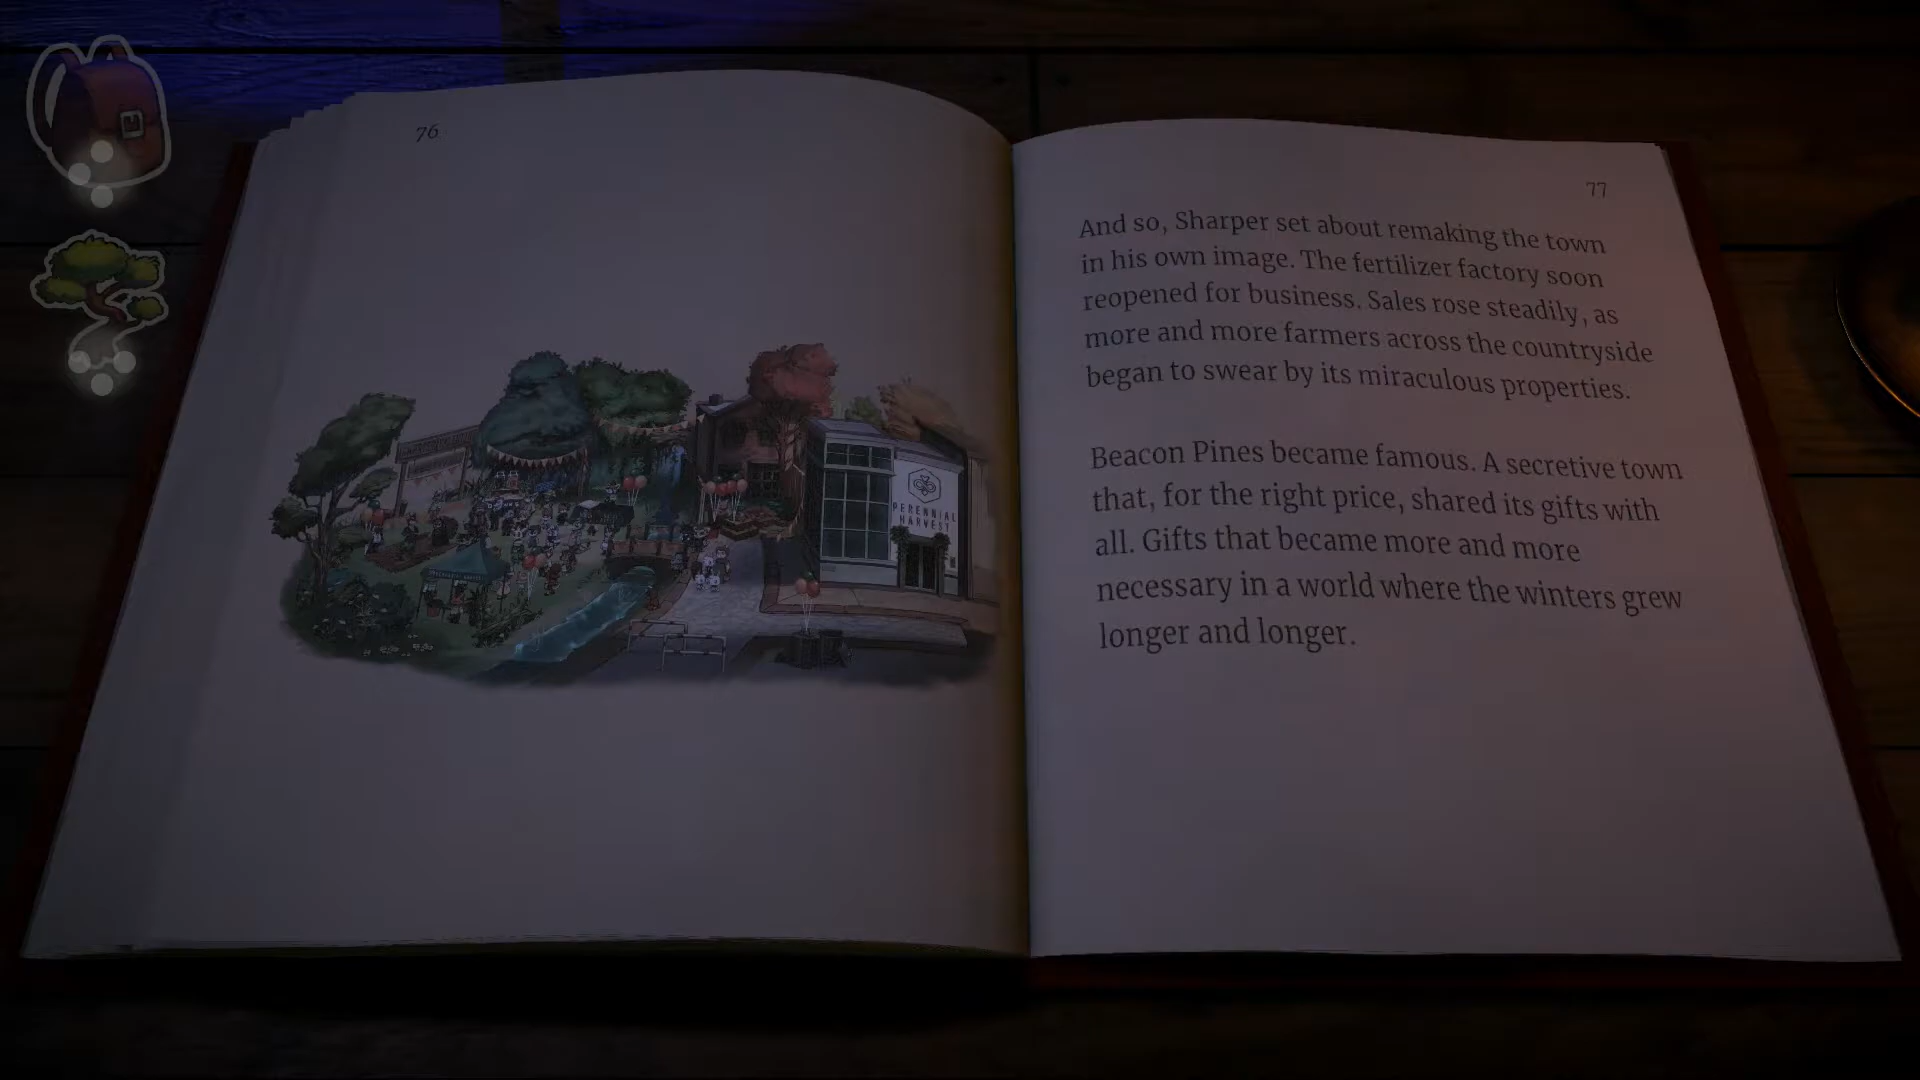 76
PERENNIAL
HARVEST
77
And so, Sharper set about remaking the town
in his own image. The fertilizer factory soon
reopened for business. Sales rose steadily, as
more and more farmers across the countryside
began to swear by its miraculous properties.
Beacon Pines became famous. A secretive town
that, for the right price, shared its gifts with
all. Gifts that became more and more
necessary in a world where the winters grew
longer and longer.